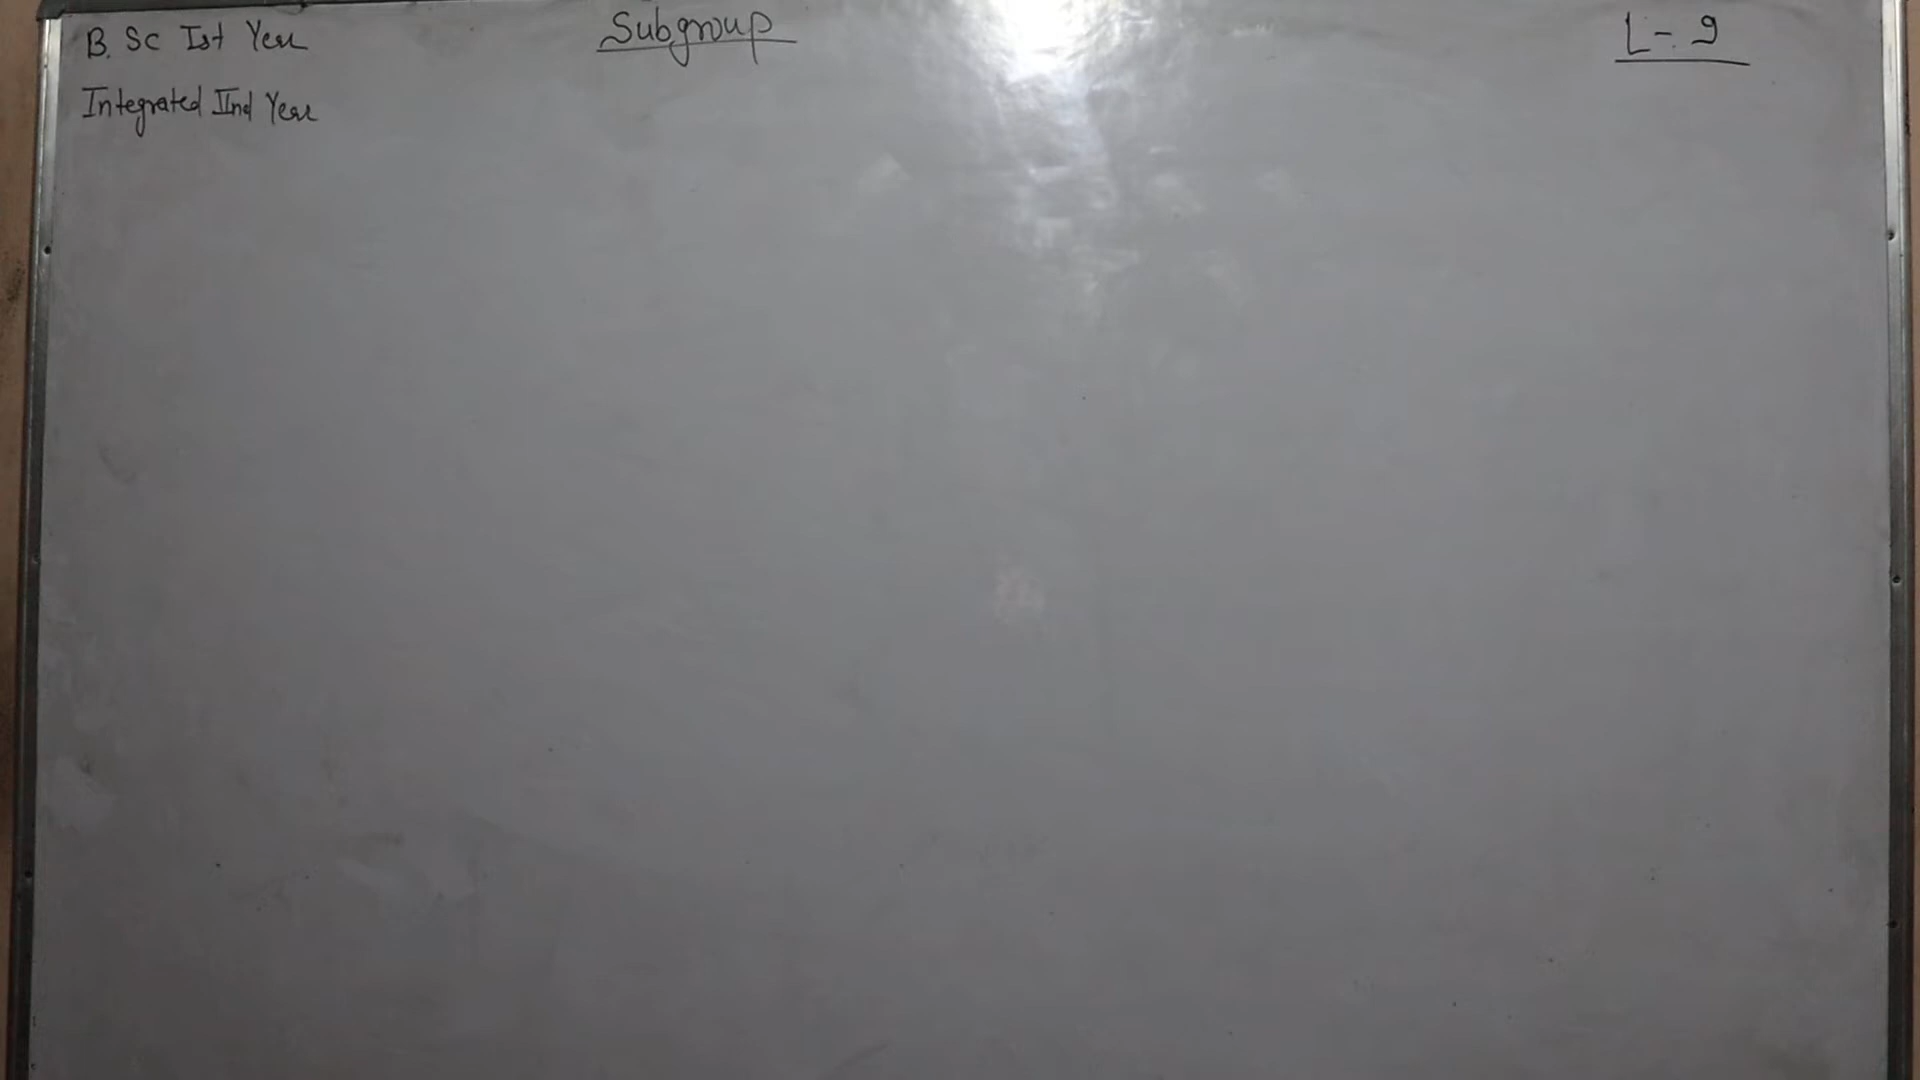 B. Sc Ist Year
Subgroup
L-. 9
Integrated IInd Year